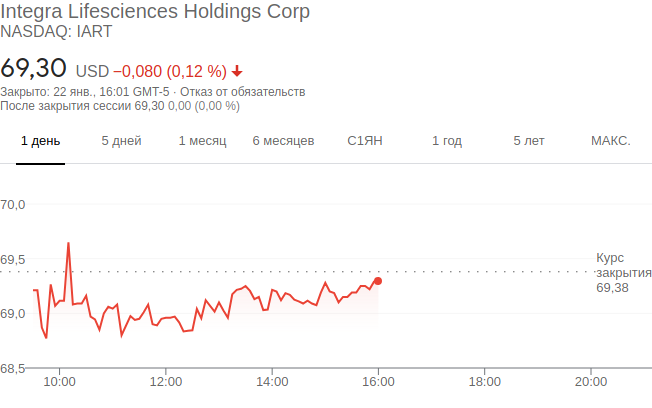 Integra Lifesciences Holdings Corp
NASDAQ: IART
69,30 USD −0,080 (0,12 %)
Закрыто: 22 янв., 16:01 GMT-5 · Отказ от обязательств
После закрытия сессии 69,30 0,00 (0,00 %)
1 день 5 дней 1 месяц 6 месяцев С1ЯН 1 год 5 лет МАКС.
70,0
69,5
Курс
закрытия
69,38
69,0
68,5
10:00 12:00 14:00 16:00 18:00 20:00